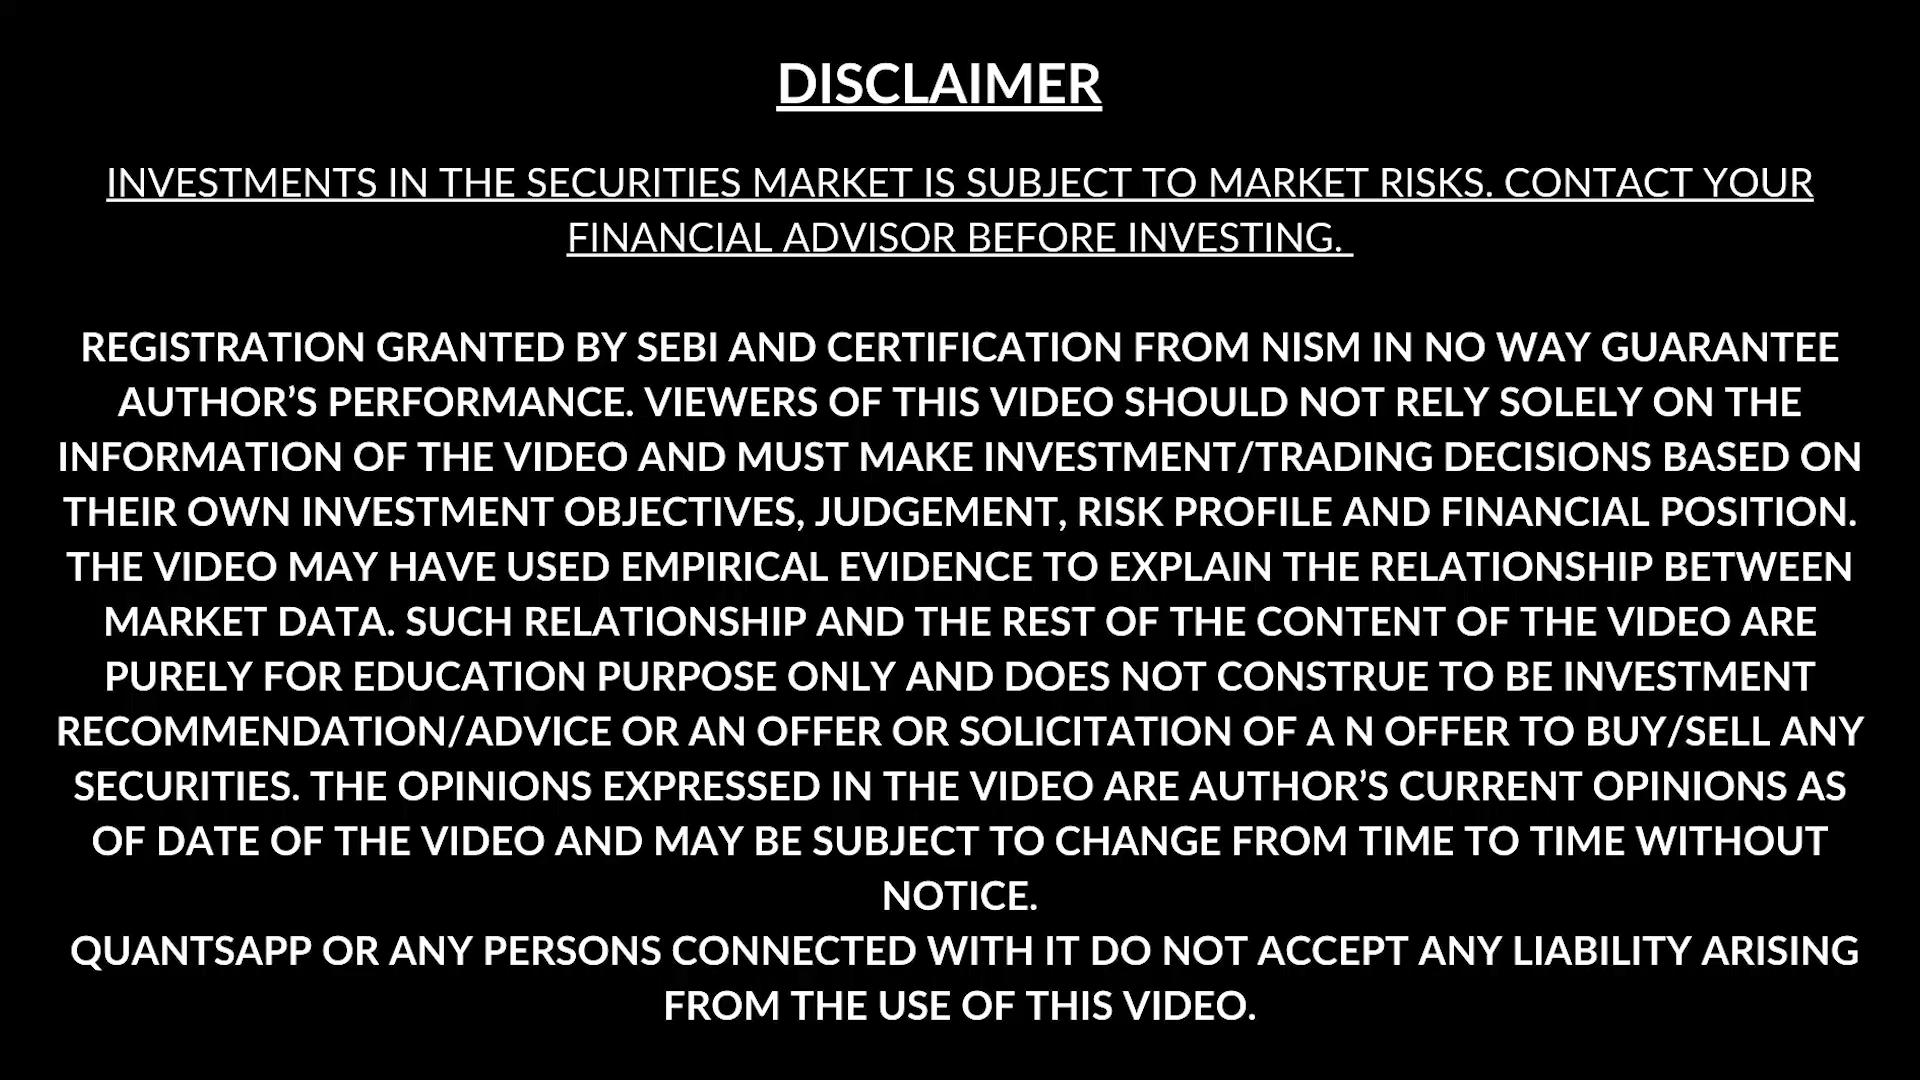 DISCLAIMER
INVESTMENTS IN THE SECURITIES MARKET IS SUBJECT TO MARKET RISKS. CONTACT YOUR
FINANCIAL ADVISOR BEFORE INVESTING.
REGISTRATION GRANTED BY SEBI AND CERTIFICATION FROM NISM IN NO WAY GUARANTEE
AUTHOR’S PERFORMANCE. VIEWERS OF THIS VIDEO SHOULD NOT RELY SOLELY ON THE
INFORMATION OF THE VIDEO AND MUST MAKE INVESTMENT/TRADING DECISIONS BASED ON
THEIR OWN INVESTMENT OBJECTIVES, JUDGEMENT, RISK PROFILE AND FINANCIAL POSITION.
THE VIDEO MAY HAVE USED EMPIRICAL EVIDENCE TO EXPLAIN THE RELATIONSHIP BETWEEN
MARKET DATA. SUCH RELATIONSHIP AND THE REST OF THE CONTENT OF THE VIDEO ARE
PURELY FOR EDUCATION PURPOSE ONLY AND DOES NOT CONSTRUE TO BE INVESTMENT
RECOMMENDATION/ADVICE OR AN OFFER OR SOLICITATION OF A N OFFER TO BUY/SELL ANY
SECURITIES. THE OPINIONS EXPRESSED IN THE VIDEO ARE AUTHOR’S CURRENT OPINIONS AS
OF DATE OF THE VIDEO AND MAY BE SUBJECT TO CHANGE FROM TIME TO TIME WITHOUT
NOTICE.
QUANTSAPP OR ANY PERSONS CONNECTED WITH IT DO NOT ACCEPT ANY LIABILITY ARISING
FROM THE USE OF THIS VIDEO.